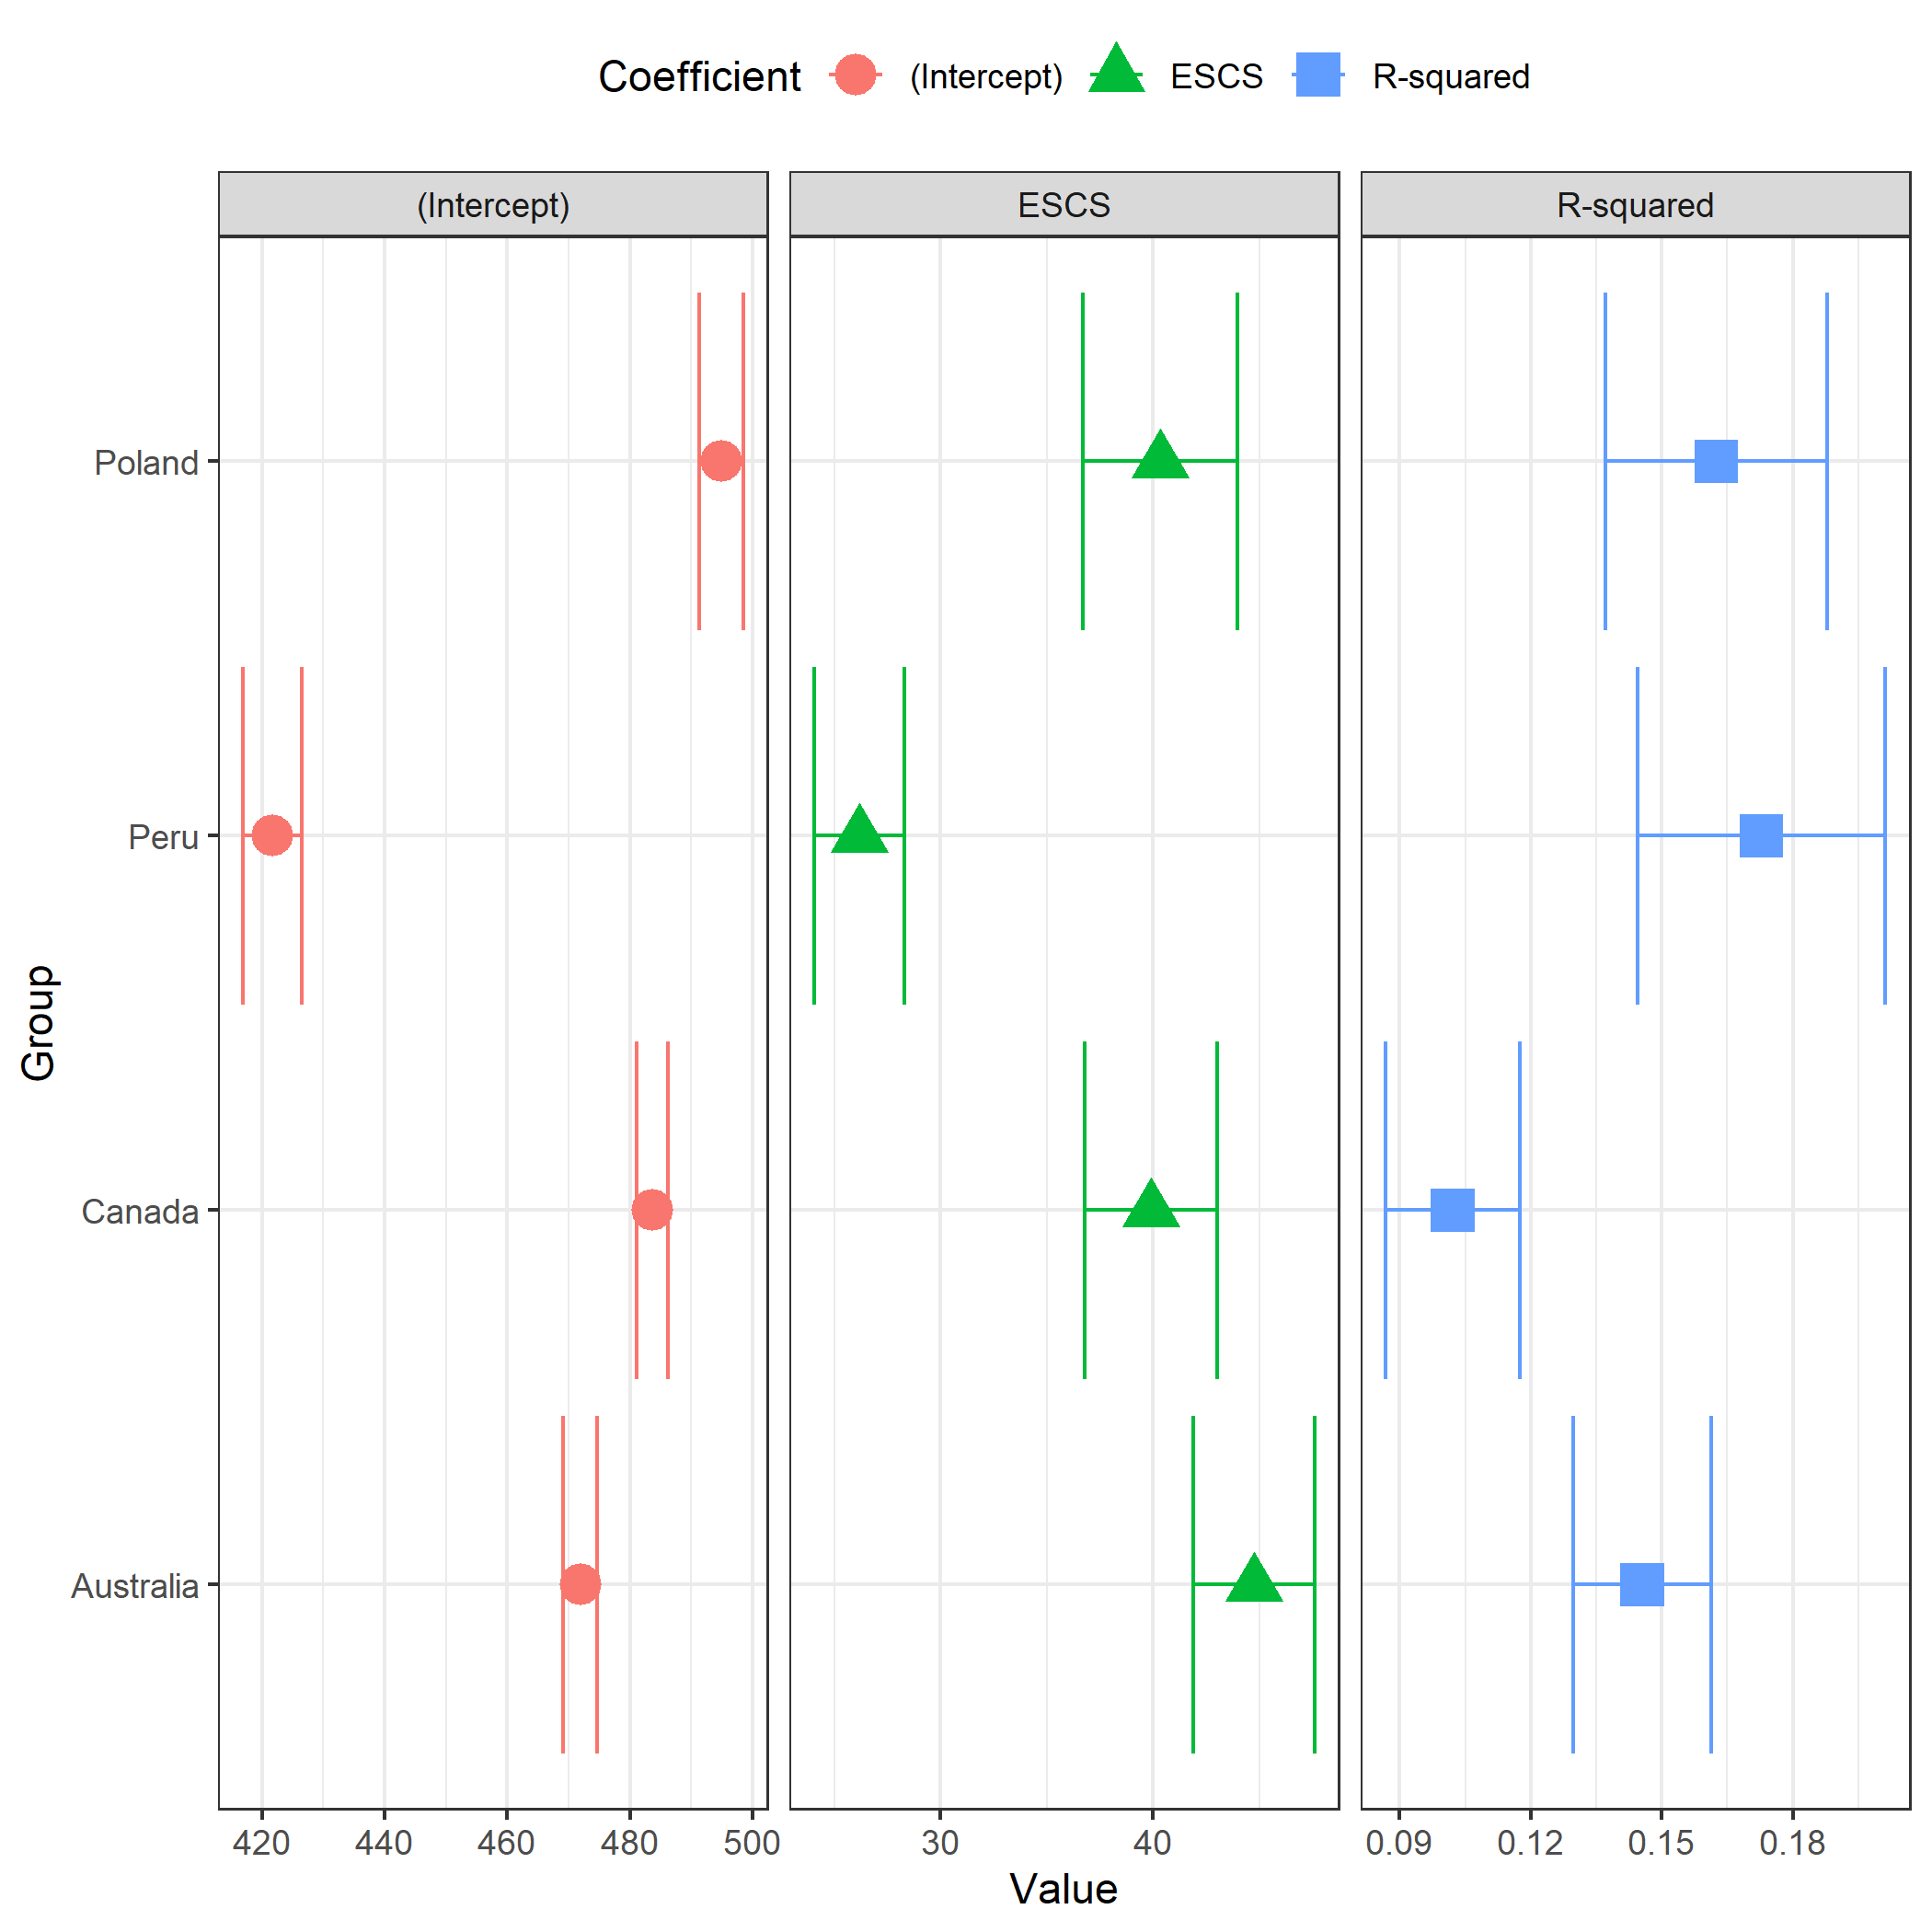 Coefficient (Intercept) ESCS R-squared
(Intercept) ESCS R-squared
Poland
Peru
Canada
Australia
Group
420 440 460 480 500 30 40 0.09 0.12 0.15 0.18
Value